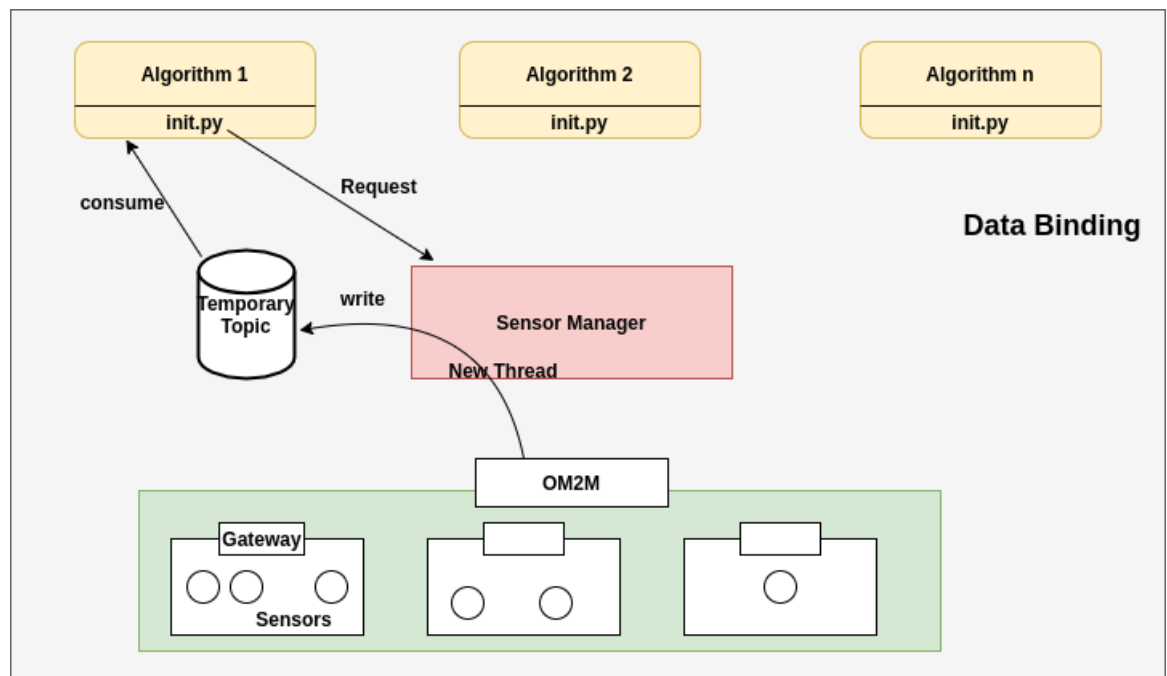 Algorithm 1
Algorithm 2
Algorithm n
init.py
init.py
init.py
Request
consume
Data Binding
write
Temporary
Topic
Sensor Manager
New Thread
OM2M
Gateway
Sensors